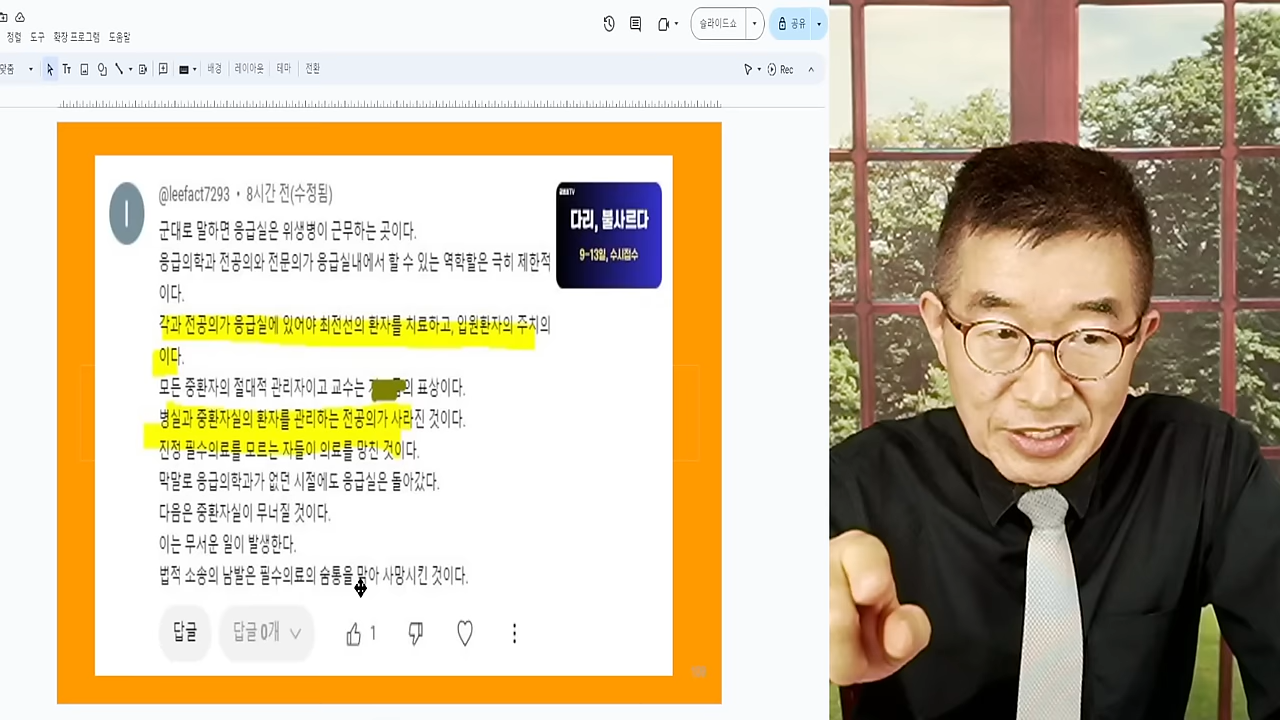 정렬 도구 확장 프로그램 도움말
슬라이드쇼
공유
맞춤
배경 레이아웃 테마 전환
Rec
@leefact7293 · 8시간 전(수정됨)
군대로 말하면 응급실은 위생병이 근무하는 곳이다.
응급의학과 전공의와 전문의가 응급실내에서 할 수 있는 역학할은 극히 제한적
이다.
각과 전공의가 응급실에 있어야 최전선의 환자를 치료하고, 입원환자의 주치의
이다.
모든 중환자의 절대적 관리자이고 교수는 의 표상이다.
병실과 중환자실의 환자를 관리하는 전공의가 사라진 것이다.
진정 필수의료를 모르는 자들이 의료를 망친 것이다.
막말로 응급의학과가 없던 시절에도 응급실은 돌아갔다.
다음은 중환자실이 무너질 것이다.
이는 무서운 일이 발생한다.
법적 소송의 남발은 필수의료의 숨통을 막아 사망시킨 것이다.
답글 답글 0개 1
다리, 불사르다
9-13일, 수시접수